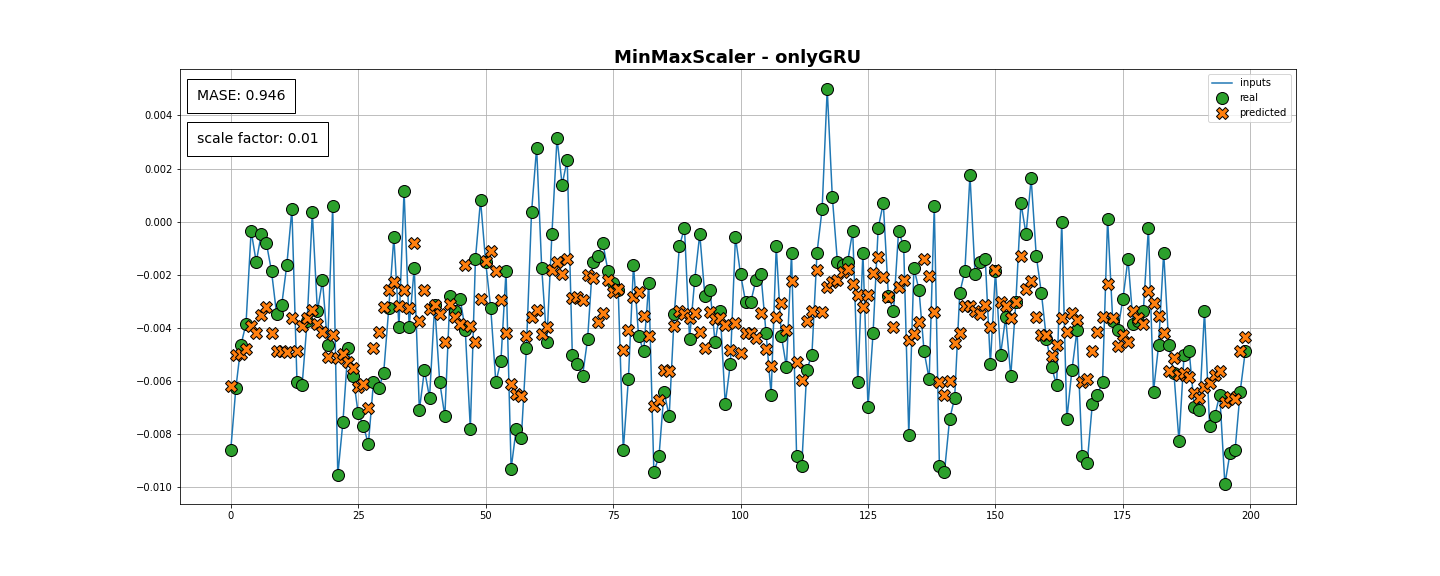 MinMaxScaler - onlyGRU
MASE: 0.946
scale factor: 0.01
inputs
real
predicted
0.004
0.002
0.000
−0.002
−0.004
−0.006
−0.008
−0.010
0 25 50 75 100 125 150 175 200